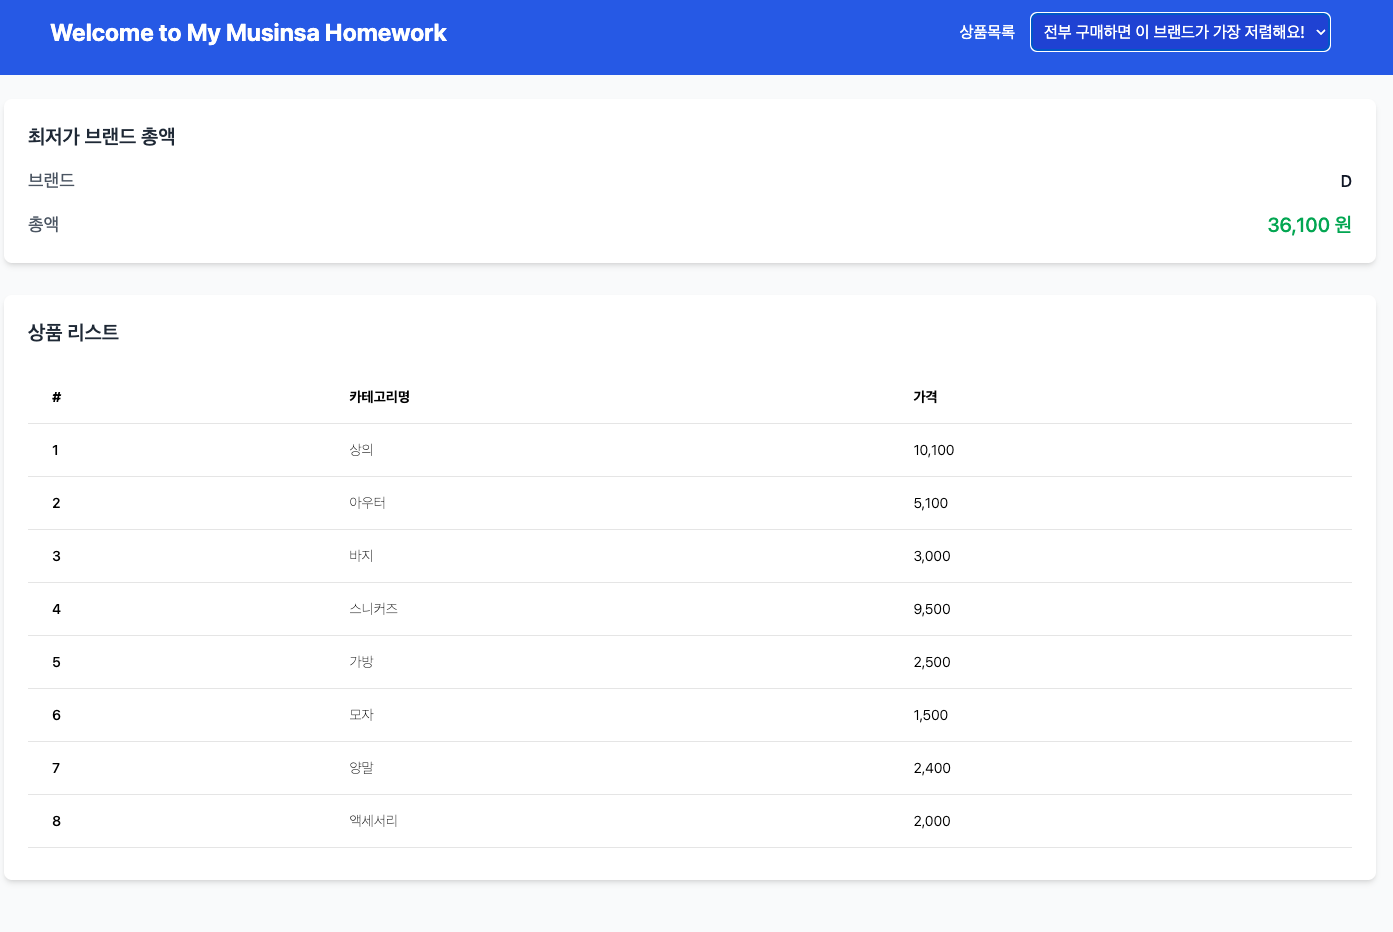 Welcome to My Musinsa Homework
상품목록 전부 구매하면 이 브랜드가 가장 저렴해요!
최저가 브랜드 총액
브랜드 D
총액 36,100 원
상품 리스트
# 카테고리명 가격
1 상의 10,100
2 아우터 5,100
3 바지 3,000
4 스니커즈 9,500
5 가방 2,500
6 모자 1,500
7 양말 2,400
8 액세서리 2,000